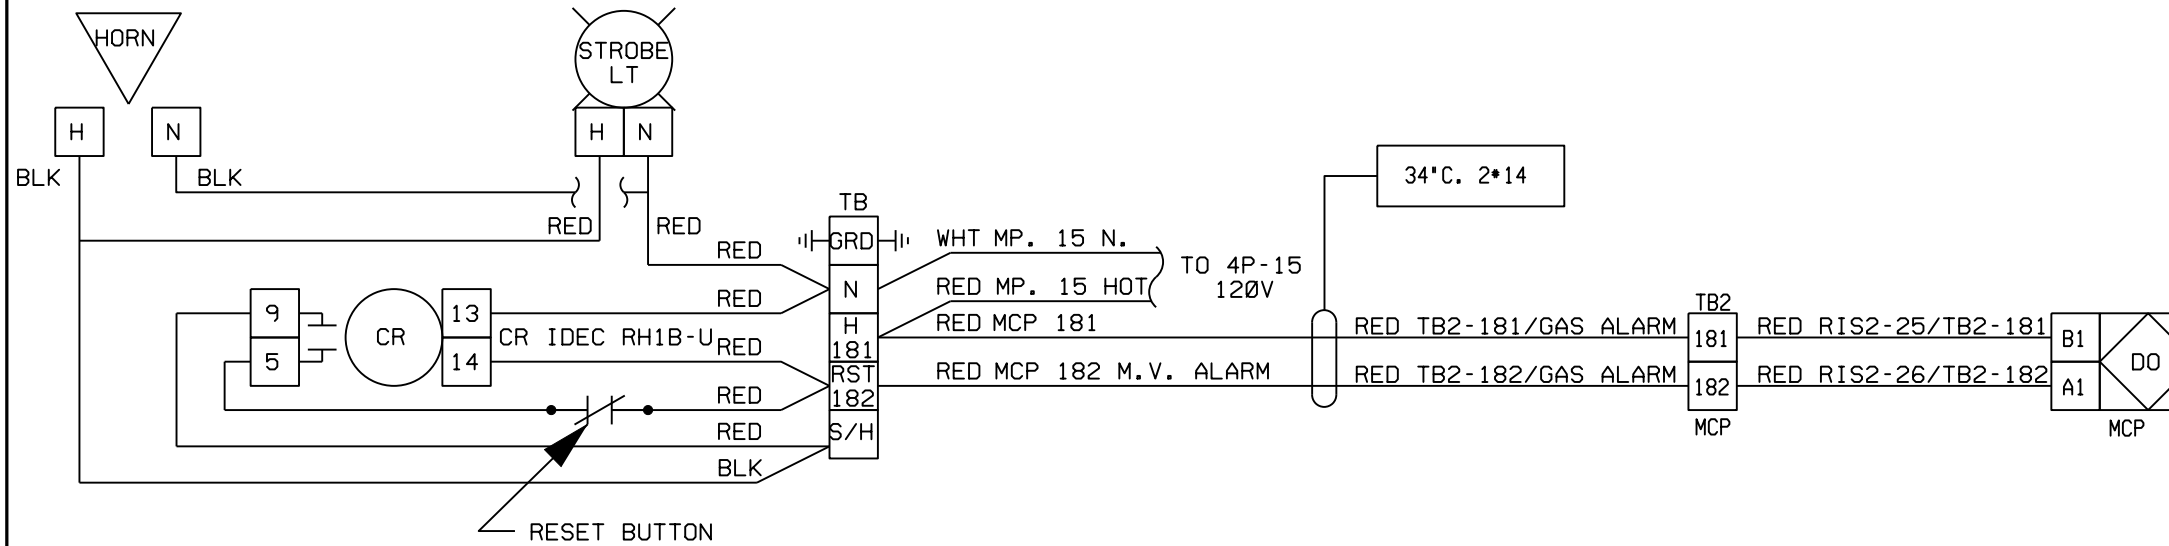 HORN
STROBE
LT
H
N
H
N
BLK
BLK
34"C. 2*14
TB
RED
RED
RED
GRD
WHT MP. 15 N.
TO 4P-15
120V
RED
N
RED MP. 15 HOT
9
13
H
RED MCP 181
TB2
CR
CR IDEC RH1B-U
RED
181
RED TB2-181/GAS ALARM
181
RED RIS2-25/TB2-181
B1
DO
5
14
RST
RED MCP 182 M.V. ALARM
RED TB2-182/GAS ALARM
182
RED RIS2-26/TB2-182
A1
RED
182
MCP
MCP
RED
S/H
BLK
RESET BUTTON